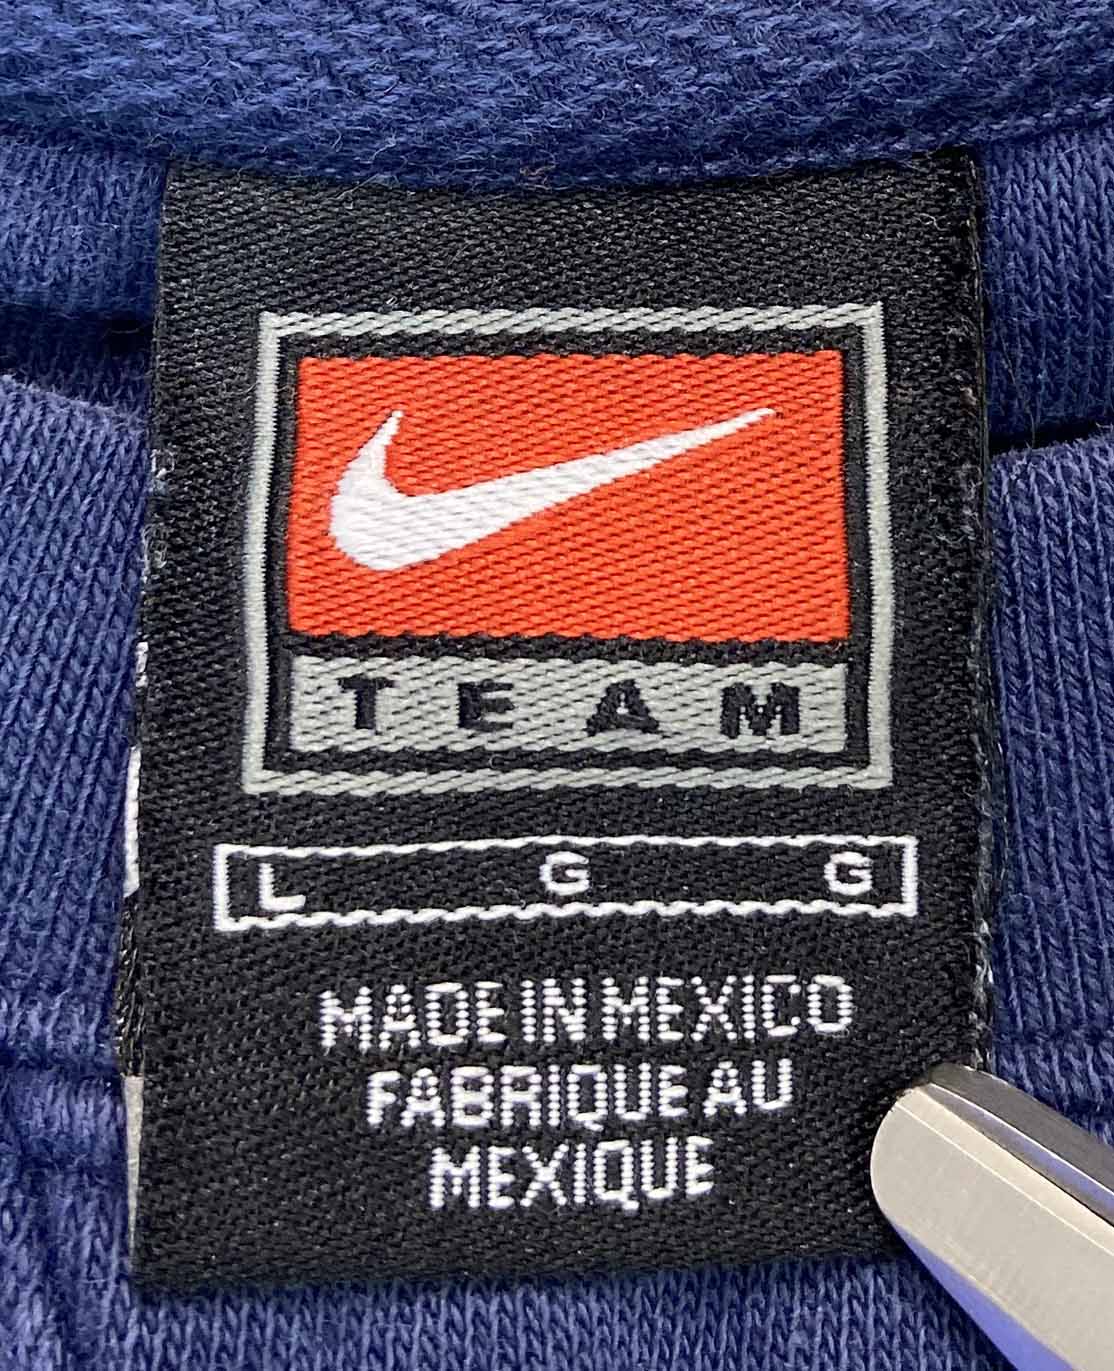 TEAM
L G G
MADE IN MEXICO
FABRIQUE AU
MEXIQUE